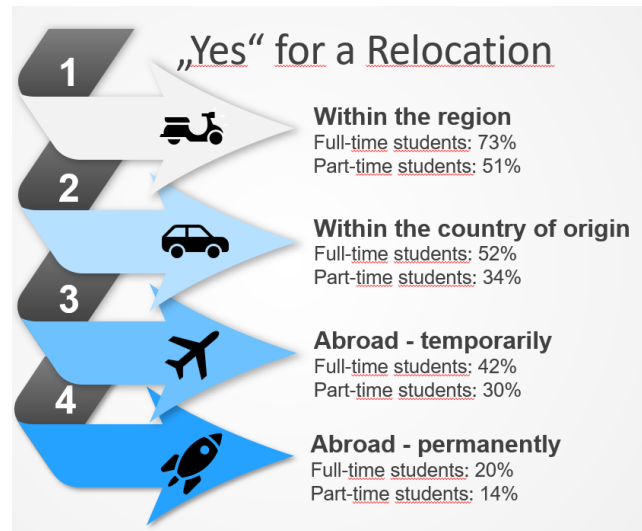 „Yes“ for a Relocation
1
Within the region
Full-time students: 73%
Part-time students: 51%
2
Within the country of origin
Full-time students: 52%
Part-time students: 34%
3
Abroad - temporarily
Full-time students: 42%
Part-time students: 30%
4
Abroad - permanently
Full-time students: 20%
Part-time students: 14%